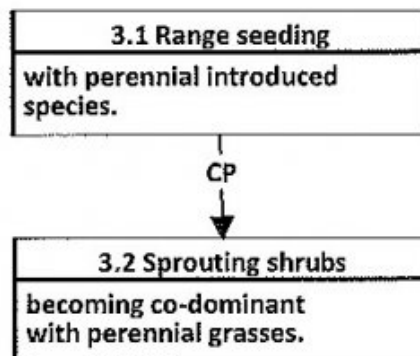 3.1 Range seeding
with perennial introduced
species.
CP
3.2 Sprouting shrubs
becoming co-dominant
with perennial grasses.